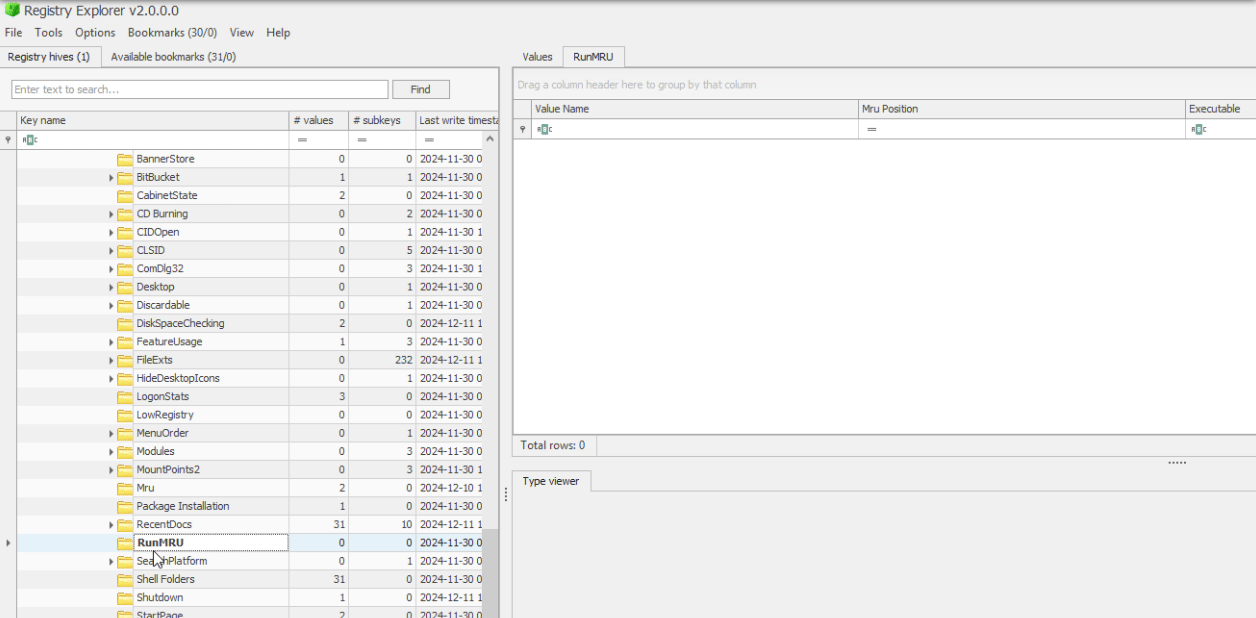 Registry Explorer v2.0.0.0
File Tools Options Bookmarks (30/0) View Help
Registry hives (1) Available bookmarks (31/0)
Enter text to search... Find
Key name # values # subkeys Last write timesta
BannerStore 0 0 2024-11-30 0
BitBucket 1 1 2024-11-30 0
CabinetState 2 0 2024-11-30 0
CD Burning 0 2 2024-11-30 0
CIDOpen 0 1 2024-11-30 1
CLSID 0 5 2024-11-30 0
ComDlg32 0 3 2024-11-30 1
Desktop 0 1 2024-11-30 0
Discardable 0 1 2024-11-30 0
DiskSpaceChecking 2 0 2024-12-11 1
FeatureUsage 1 3 2024-11-30 0
FileExts 0 232 2024-12-11 1
HideDesktopIcons 0 1 2024-11-30 0
LogonStats 3 0 2024-11-30 0
LowRegistry 0 0 2024-11-30 0
MenuOrder 0 1 2024-11-30 0
Modules 0 3 2024-11-30 0
MountPoints2 0 3 2024-11-30 1
Mru 2 0 2024-12-10 1
Package Installation 1 0 2024-11-30 0
RecentDocs 31 10 2024-12-11 1
RunMRU 0 0 2024-11-30 0
SearchPlatform 0 1 2024-11-30 0
Shell Folders 31 0 2024-11-30 0
Shutdown 1 0 2024-12-11 1
StartPage 2 0 2024-11-30 0
Values RunMRU
Drag a column header here to group by that column
Value Name Mru Position Executable
Total rows: 0
Type viewer